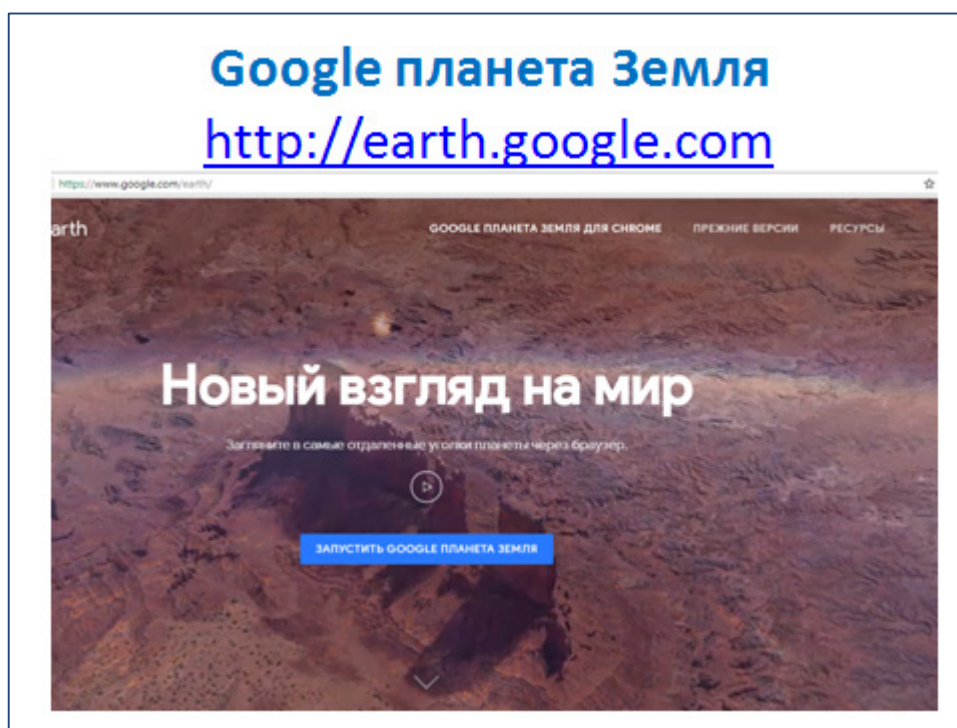 Google планета Земля
http://earth.google.com
https://www.google.com/earth/
arth
GOOGLE ПЛАНЕТА ЗЕМЛЯ ДЛЯ CHROME ПРЕЖНИЕ ВЕРСИИ РЕСУРСЫ
Новый взгляд на мир
Загляните в самые отдаленные уголки планеты через браузер.
ЗАПУСТИТЬ GOOGLE ПЛАНЕТА ЗЕМЛЯ